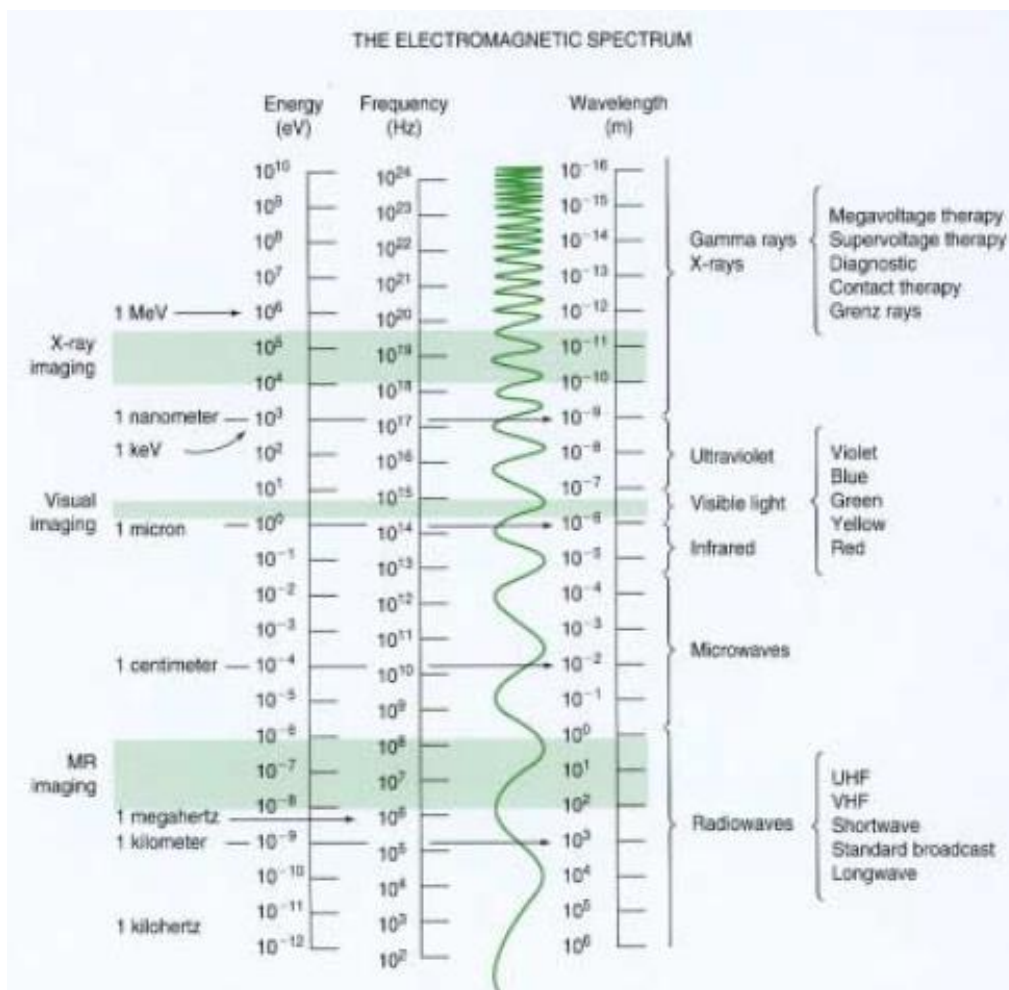 THE ELECTROMAGNETIC SPECTRUM
Energy
(eV)
Frequency
(Hz)
Wavelength
(m)
10¹⁰
10⁹
10⁸
10⁷
10⁶
10⁵
10⁴
10³
10²
10¹
10⁰
10⁻¹
10⁻²
10⁻³
10⁻⁴
10⁻⁵
10⁻⁶
10⁻⁷
10⁻⁸
10⁻⁹
10⁻¹⁰
10⁻¹¹
10⁻¹²
10²⁴
10²³
10²²
10²¹
10²⁰
10¹⁹
10¹⁸
10¹⁷
10¹⁶
10¹⁵
10¹⁴
10¹³
10¹²
10¹¹
10¹⁰
10⁹
10⁸
10⁷
10⁶
10⁵
10⁴
10³
10²
10⁻¹⁶
10⁻¹⁵
10⁻¹⁴
10⁻¹³
10⁻¹²
10⁻¹¹
10⁻¹⁰
10⁻⁹
10⁻⁸
10⁻⁷
10⁻⁶
10⁻⁵
10⁻⁴
10⁻³
10⁻²
10⁻¹
10⁰
10¹
10²
10³
10⁴
10⁵
10⁶
1 MeV
X-ray
imaging
1 nanometer
1 keV
Visual
imaging
1 micron
1 centimeter
MR
imaging
1 megahertz
1 kilometer
1 kilohertz
Gamma rays
X-rays
Ultraviolet
Visible light
Infrared
Microwaves
Radiowaves
Megavoltage therapy
Supervoltage therapy
Diagnostic
Contact therapy
Grenz rays
Violet
Blue
Green
Yellow
Red
UHF
VHF
Shortwave
Standard broadcast
Longwave